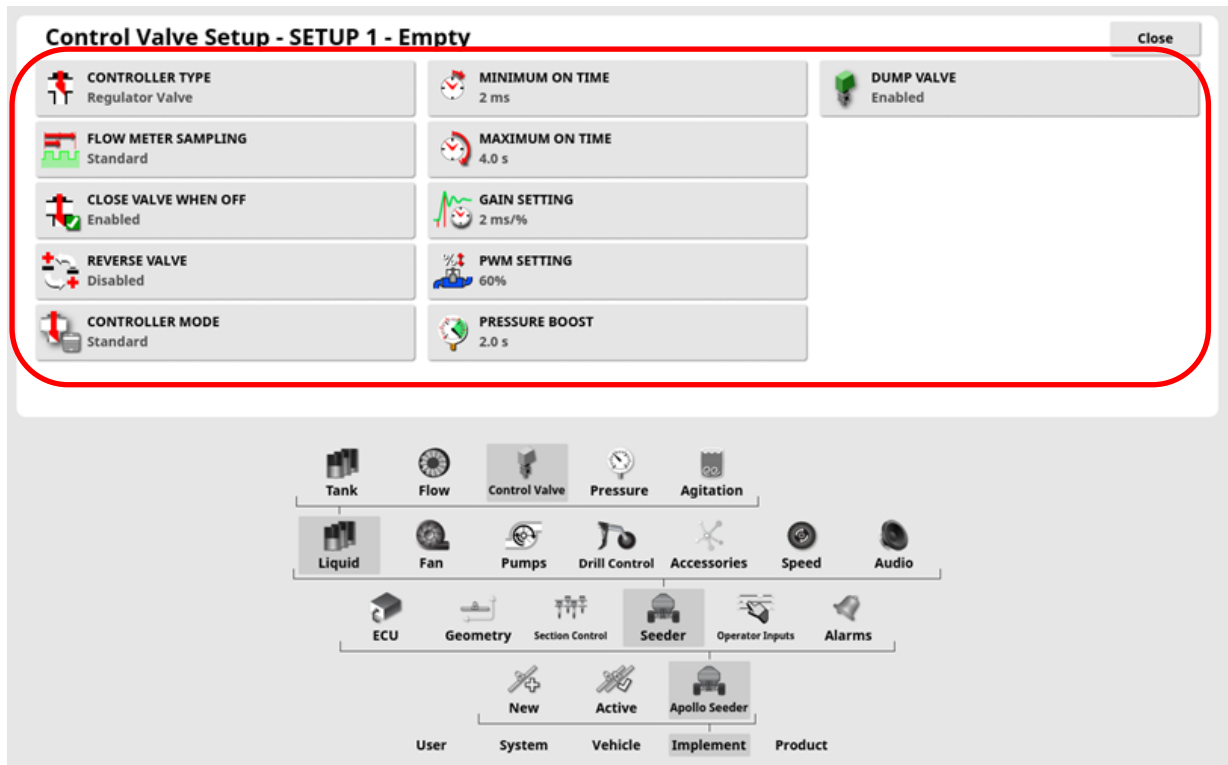 Control Valve Setup - SETUP 1 - Empty
Close
CONTROLLER TYPE
Regulator Valve
MINIMUM ON TIME
2 ms
DUMP VALVE
Enabled
FLOW METER SAMPLING
Standard
MAXIMUM ON TIME
4.0 s
CLOSE VALVE WHEN OFF
Enabled
GAIN SETTING
2 ms/%
REVERSE VALVE
Disabled
PWM SETTING
60%
CONTROLLER MODE
Standard
PRESSURE BOOST
2.0 s
Tank Flow Control Valve Pressure Agitation
Liquid Fan Pumps Drill Control Accessories Speed Audio
ECU Geometry Section Control Seeder Operator Inputs Alarms
New Active Apollo Seeder
User System Vehicle Implement Product